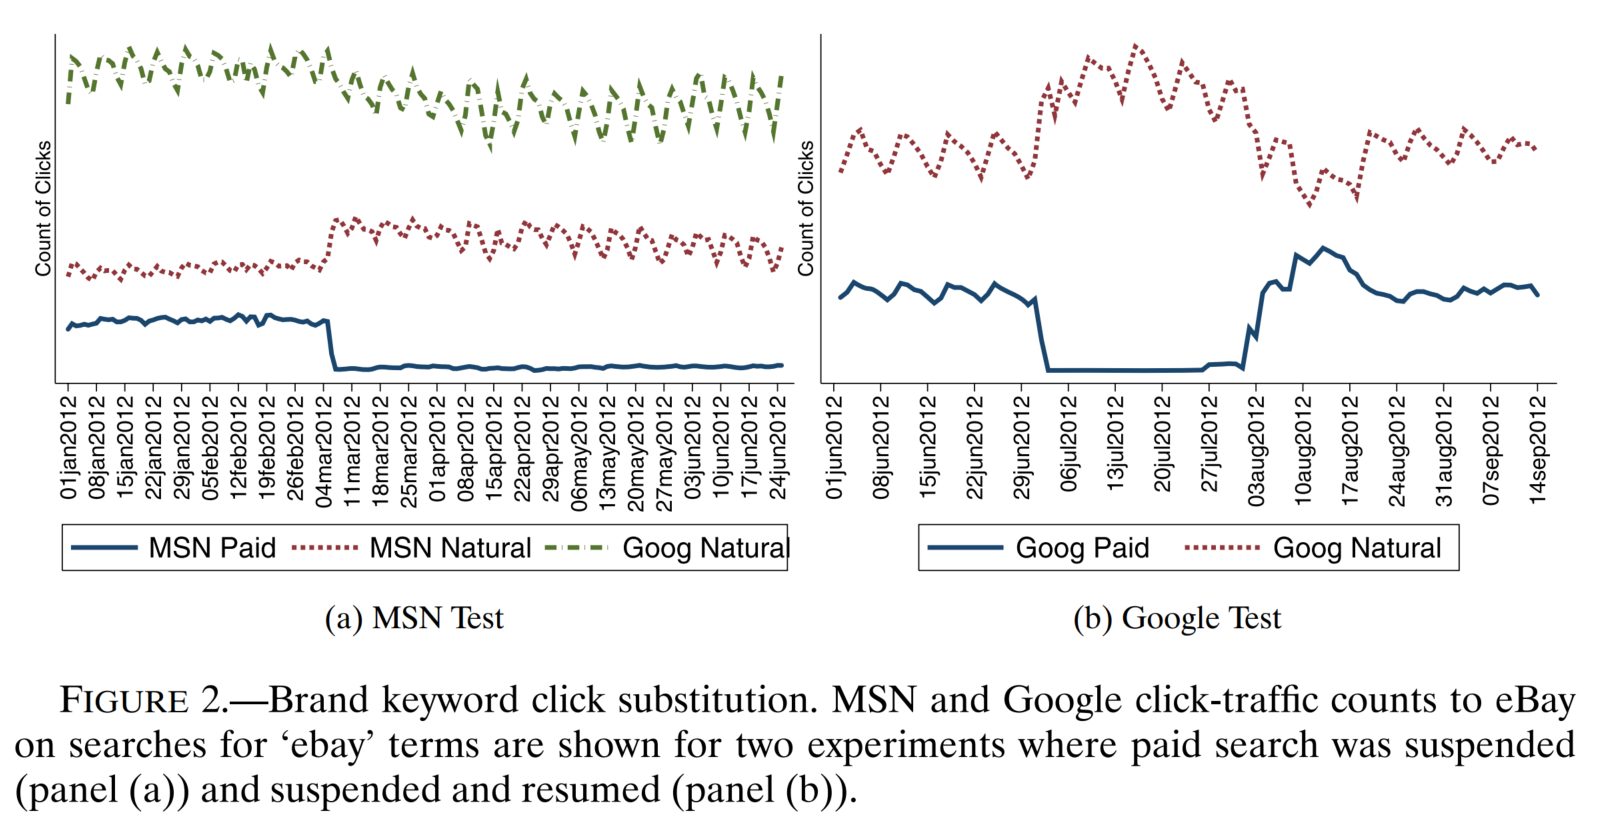 Count of Clicks
01jan2012
08jan2012
15jan2012
22jan2012
29jan2012
05feb2012
12feb2012
19feb2012
26feb2012
04mar2012
11mar2012
18mar2012
25mar2012
01apr2012
08apr2012
15apr2012
22apr2012
29apr2012
06may2012
13may2012
20may2012
27may2012
03jun2012
10jun2012
17jun2012
24jun2012
MSN Paid MSN Natural Goog Natural
(a) MSN Test
Count of Clicks
01jun2012
08jun2012
15jun2012
22jun2012
29jun2012
06jul2012
13jul2012
20jul2012
27jul2012
03aug2012
10aug2012
17aug2012
24aug2012
31aug2012
07sep2012
14sep2012
Goog Paid Goog Natural
(b) Google Test
FIGURE 2.—Brand keyword click substitution. MSN and Google click-traffic counts to eBay
on searches for ‘ebay’ terms are shown for two experiments where paid search was suspended
(panel (a)) and suspended and resumed (panel (b)).